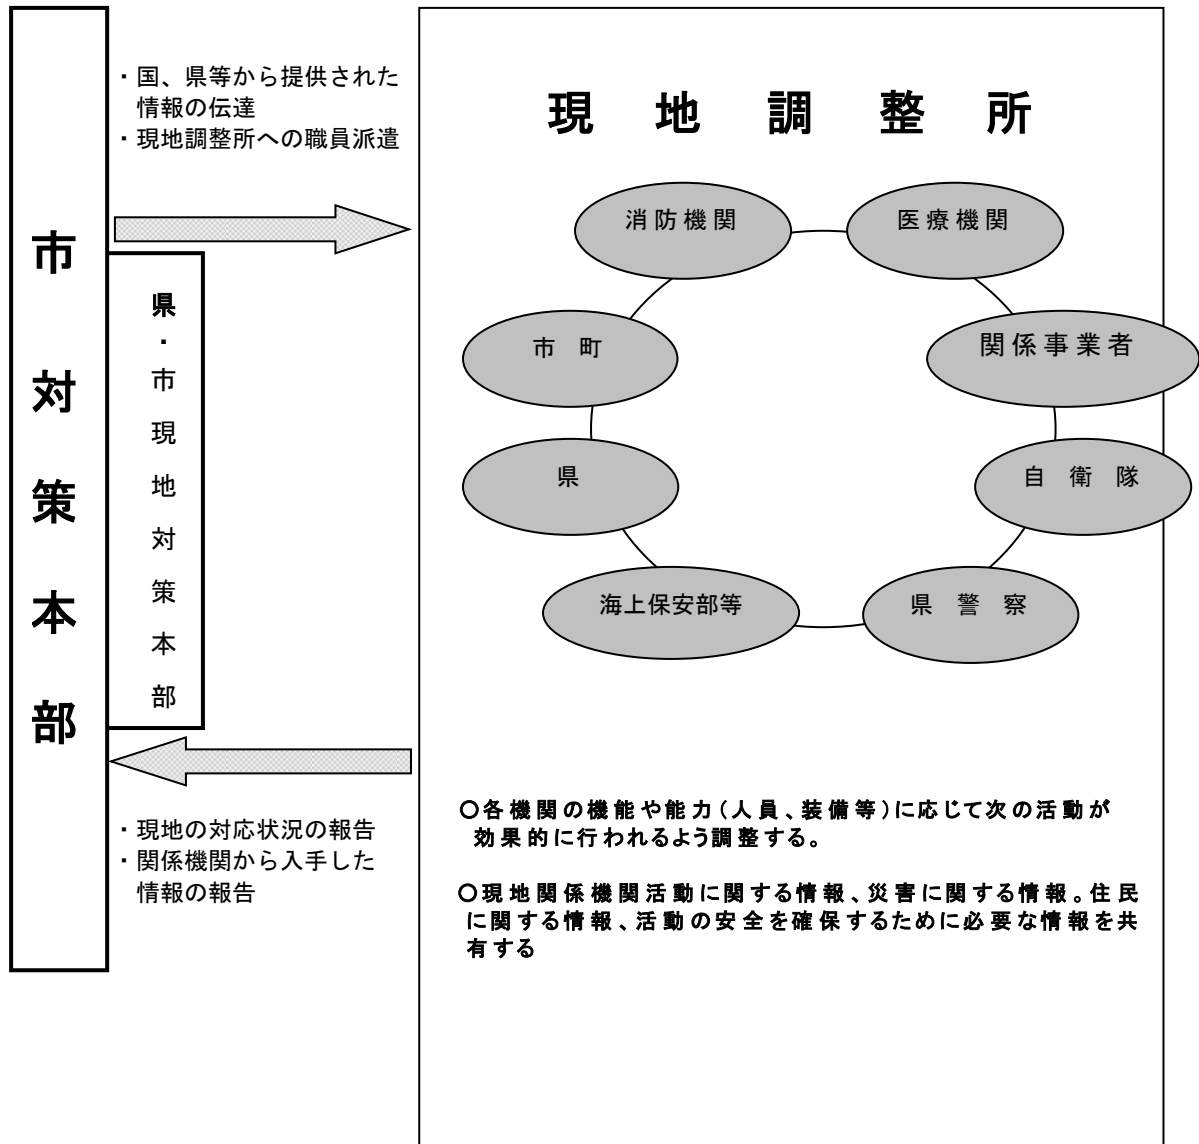 市対策本部
・国、県等から提供された
情報の伝達
・現地調整所への職員派遣
県・市現地対策本部
・現地の対応状況の報告
・関係機関から入手した
情報の報告
現地調整所
消防機関
医療機関
市町
関係事業者
県
自衛隊
海上保安部等
県警察
○各機関の機能や能力(人員、装備等)に応じて次の活動が
効果的に行われるよう調整する。
○現地関係機関活動に関する情報、災害に関する情報。住民
に関する情報、活動の安全を確保するために必要な情報を共
有する